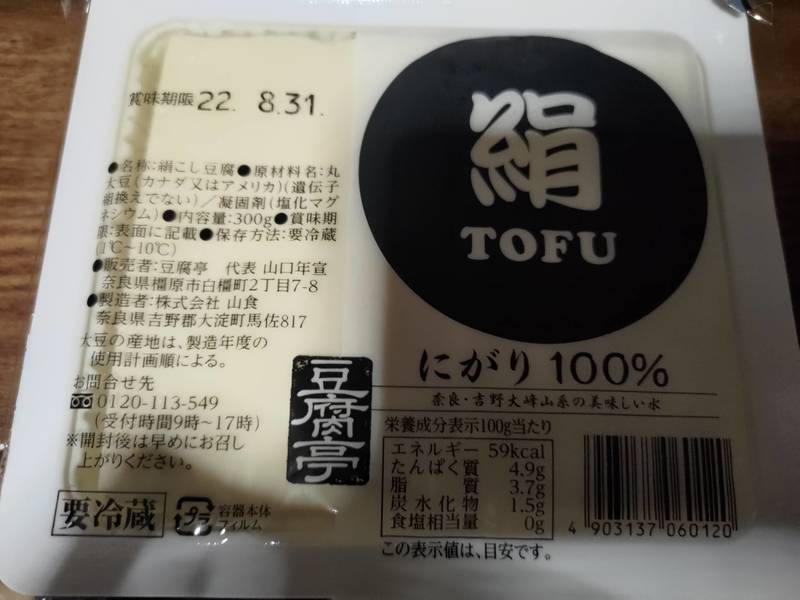 賞味期限 22. 8.31.
●名称:絹ごし豆腐●原材料名:丸
大豆(カナダ又はアメリカ)(遺伝子
組換えでない)/凝固剤(塩化マグ
ネシウム)●内容量:300g●賞味期
限:表面に記載●保存方法:要冷蔵
(1℃〜10℃)
●販売者:豆腐亭 代表 山口年宣
奈良県橿原市白橿町2丁目7-8
●製造者:株式会社 山食
奈良県吉野郡大淀町馬佐817
大豆の産地は、製造年度の
使用計画順による。
お問合せ先
0120-113-549
(受付時間9時〜17時)
※開封後は早めにお召し
上がりください。
要冷蔵
プラ
容器本体
フィルム
豆腐亭
絹
TOFU
にがり 100%
奈良・吉野大峰山系の美味しい水
栄養成分表示100g当たり
エネルギー 59kcal
たんぱく質 4.9g
脂質 3.7g
炭水化物 1.5g
食塩相当量 0g
この表示値は、目安です。
4 903137 060120